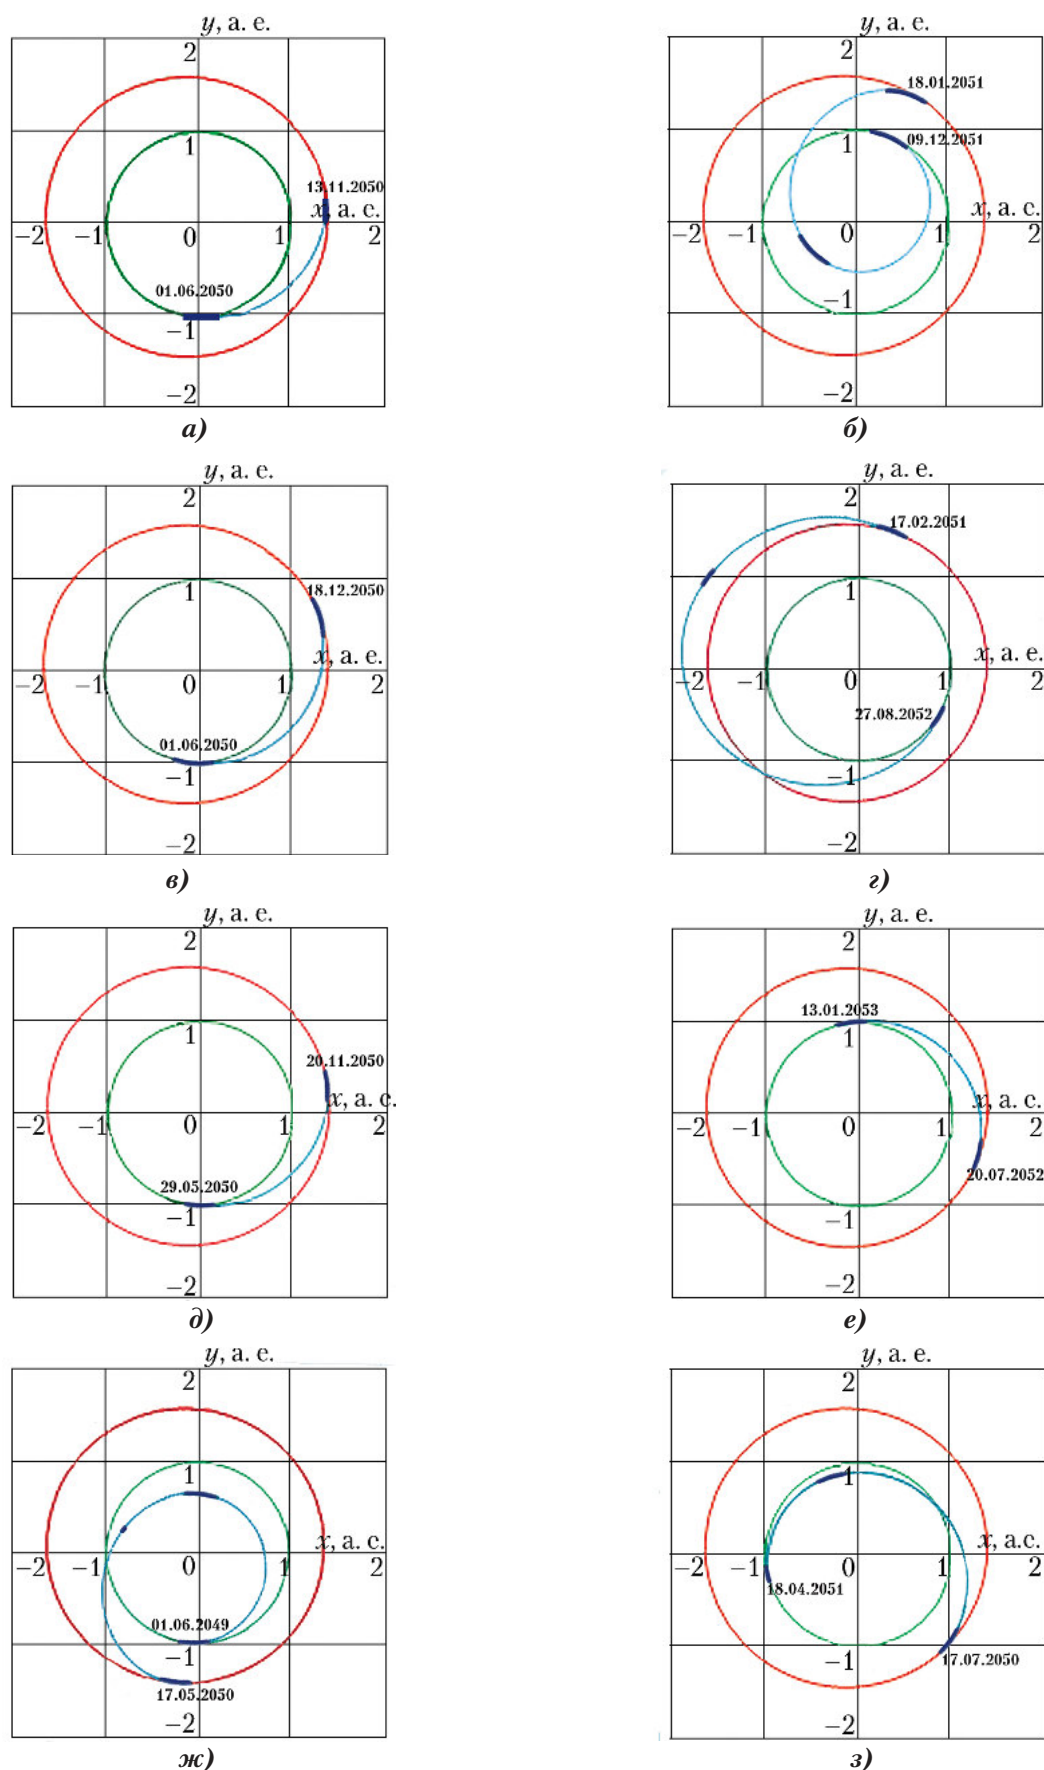 y, а. е.
2
1
13.11.2050
x, а. е.
−2 −1 0 1 2
01.06.2050
−1
−2
а)
y, а. е.
2
18.01.2051
1
09.12.2051
x, а. е.
−2 −1 0 1 2
−1
−2
б)
y, а. е.
2
1
18.12.2050
x, а. е.
−2 −1 0 1 2
01.06.2050
−1
−2
в)
y, а. е.
2
17.02.2051
1
x, а. е.
−2 −1 0 1 2
27.08.2052
−1
−2
г)
y, а. е.
2
1
20.11.2050
x, а. е.
−2 −1 0 1 2
29.05.2050
−1
−2
д)
y, а. е.
2
13.01.2053
1
x, а. е.
−2 −1 0 1 2
20.07.2052
−1
−2
е)
y, а. е.
2
1
x, а. е.
−2 −1 0 1 2
01.06.2049
−1
17.05.2050
−2
ж)
y, а. е.
2
1
x, а.е.
−2 −1 0 1 2
18.04.2051
−1
17.07.2050
−2
з)